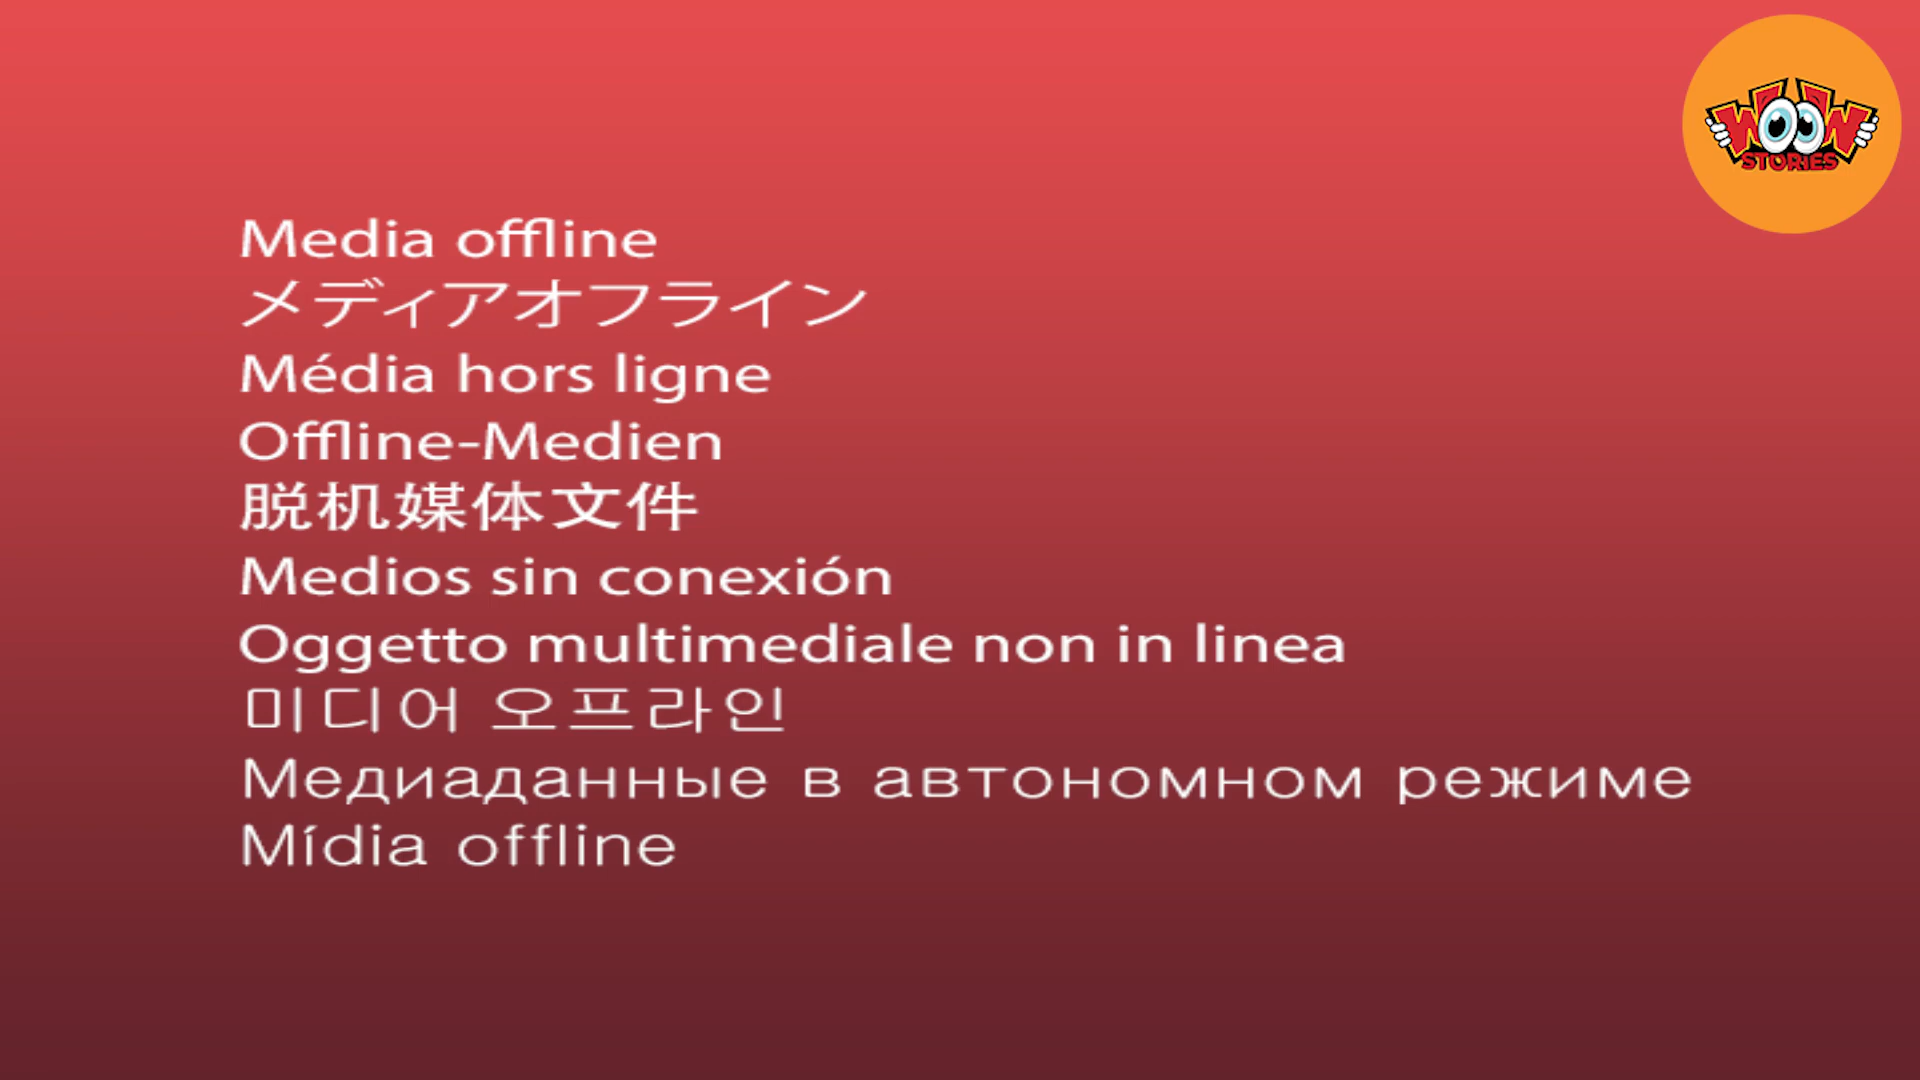 WOOW
STORIES
Media offline
メディアオフライン
Média hors ligne
Offline-Medien
脱机媒体文件
Medios sin conexión
Oggetto multimediale non in linea
미디어 오프라인
Медиаданные в автономном режиме
Mídia offline